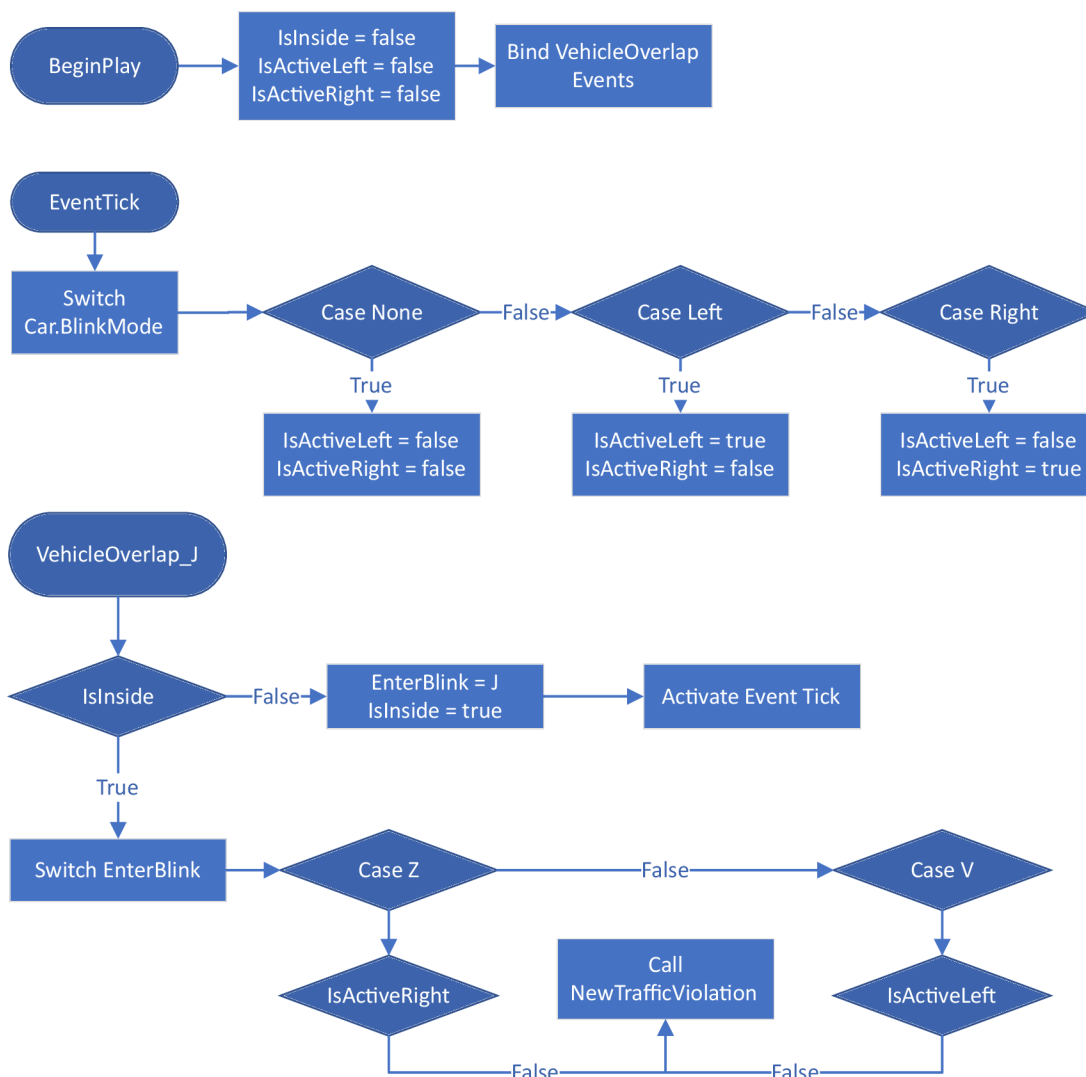 BeginPlay
IsInside = false
IsActiveLeft = false
IsActiveRight = false
Bind VehicleOverlap
Events
EventTick
Switch
Car.BlinkMode
Case None
False
Case Left
False
Case Right
True
True
True
IsActiveLeft = false
IsActiveRight = false
IsActiveLeft = true
IsActiveRight = false
IsActiveLeft = false
IsActiveRight = true
VehicleOverlap_J
IsInside
False
EnterBlink = J
IsInside = true
Activate Event Tick
True
Switch EnterBlink
Case Z
False
Case V
IsActiveRight
Call
NewTrafficViolation
IsActiveLeft
False
False